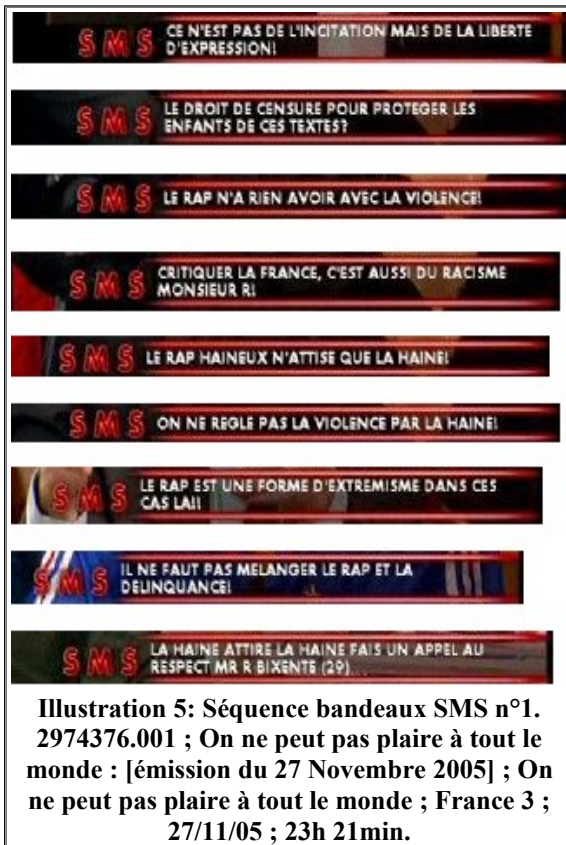 SMS CE N'EST PAS DE L'INCITATION MAIS DE LA LIBERTE
D'EXPRESSION!
SMS LE DROIT DE CENSURE POUR PROTEGER LES
ENFANTS DE CES TEXTES?
SMS LE RAP N'A RIEN AVOIR AVEC LA VIOLENCE!
SMS CRITIQUER LA FRANCE, C'EST AUSSI DU RACISME
MONSIEUR R!
SMS LE RAP HAINEUX N'ATTISE QUE LA HAINE!
SMS ON NE REGLE PAS LA VIOLENCE PAR LA HAINE!
SMS LE RAP EST UNE FORME D'EXTREMISME DANS CES
CAS LA!!
SMS IL NE FAUT PAS MELANGER LE RAP ET LA
DELINQUANCE!
SMS LA HAINE ATTIRE LA HAINE FAIS UN APPEL AU
RESPECT MR R BIXENTE (29)...
Illustration 5: Séquence bandeaux SMS n°1.
2974376.001 ; On ne peut pas plaire à tout le
monde : [émission du 27 Novembre 2005] ; On
ne peut pas plaire à tout le monde ; France 3 ;
27/11/05 ; 23h 21min.